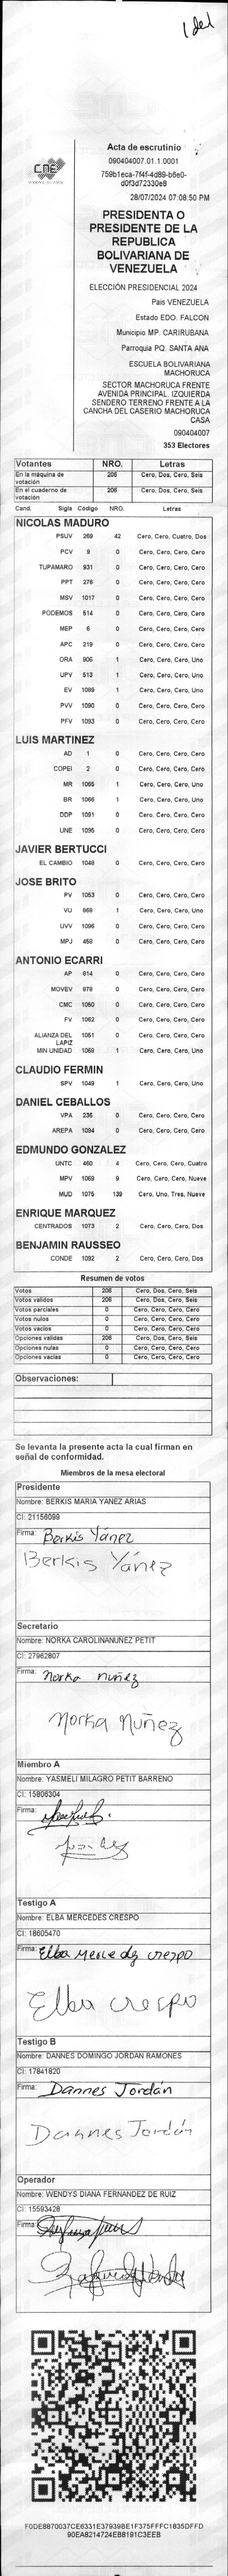 1 de 1
CNE
Acta de escrutinio
090404007.01.1.0001
759b1eca-7f4f-4d89-b6e0-
d0f3d72330e8
28/07/2024 07:08:50 PM
PRESIDENTA O
PRESIDENTE DE LA
REPUBLICA
BOLIVARIANA DE
VENEZUELA
ELECCIÓN PRESIDENCIAL 2024
Pais VENEZUELA
Estado EDO. FALCON
Municipio MP. CARIRUBANA
Parroquia PQ. SANTA ANA
ESCUELA BOLIVARIANA
MACHORUCA
SECTOR MACHORUCA FRENTE
AVENIDA PRINCIPAL. IZQUIERDA
SENDERO TERRENO FRENTE A LA
CANCHA DEL CASERIO MACHORUCA
CASA
090404007
353 Electores
Votantes NRO. Letras
En la máquina de votación 206 Cero, Dos, Cero, Seis
En el cuaderno de votación 206 Cero, Dos, Cero, Seis
Cand. Sigla Código NRO. Letras
NICOLAS MADURO
PSUV 269 42 Cero, Cero, Cuatro, Dos
PCV 9 0 Cero, Cero, Cero, Cero
TUPAMARO 931 0 Cero, Cero, Cero, Cero
PPT 276 0 Cero, Cero, Cero, Cero
MSV 1017 0 Cero, Cero, Cero, Cero
PODEMOS 514 0 Cero, Cero, Cero, Cero
MEP 6 0 Cero, Cero, Cero, Cero
APC 219 0 Cero, Cero, Cero, Cero
ORA 906 1 Cero, Cero, Cero, Uno
UPV 513 1 Cero, Cero, Cero, Uno
EV 1089 1 Cero, Cero, Cero, Uno
PVV 1090 0 Cero, Cero, Cero, Cero
PFV 1093 0 Cero, Cero, Cero, Cero
LUIS MARTINEZ
AD 1 0 Cero, Cero, Cero, Cero
COPEI 2 0 Cero, Cero, Cero, Cero
MR 1065 1 Cero, Cero, Cero, Uno
BR 1066 1 Cero, Cero, Cero, Uno
DDP 1091 0 Cero, Cero, Cero, Cero
UNE 1095 0 Cero, Cero, Cero, Cero
JAVIER BERTUCCI
EL CAMBIO 1048 0 Cero, Cero, Cero, Cero
JOSE BRITO
PV 1053 0 Cero, Cero, Cero, Cero
VU 868 1 Cero, Cero, Cero, Uno
UVV 1096 0 Cero, Cero, Cero, Cero
MPJ 458 0 Cero, Cero, Cero, Cero
ANTONIO ECARRI
AP 814 0 Cero, Cero, Cero, Cero
MOVEV 878 0 Cero, Cero, Cero, Cero
CMC 1050 0 Cero, Cero, Cero, Cero
FV 1062 0 Cero, Cero, Cero, Cero
ALIANZA DEL LAPIZ 1051 0 Cero, Cero, Cero, Cero
MIN UNIDAD 1068 1 Cero, Cero, Cero, Uno
CLAUDIO FERMIN
SPV 1049 1 Cero, Cero, Cero, Uno
DANIEL CEBALLOS
VPA 236 0 Cero, Cero, Cero, Cero
AREPA 1094 0 Cero, Cero, Cero, Cero
EDMUNDO GONZALEZ
UNTC 460 4 Cero, Cero, Cero, Cuatro
MPV 1069 9 Cero, Cero, Cero, Nueve
MUD 1075 139 Cero, Uno, Tres, Nueve
ENRIQUE MARQUEZ
CENTRADOS 1073 2 Cero, Cero, Cero, Dos
BENJAMIN RAUSSEO
CONDE 1092 2 Cero, Cero, Cero, Dos
Resumen de votos
Votos 206 Cero, Dos, Cero, Seis
Votos validos 206 Cero, Dos, Cero, Seis
Votos parciales 0 Cero, Cero, Cero, Cero
Votos nulos 0 Cero, Cero, Cero, Cero
Votos vacios 0 Cero, Cero, Cero, Cero
Opciones validas 206 Cero, Dos, Cero, Seis
Opciones nulas 0 Cero, Cero, Cero, Cero
Opciones vacias 0 Cero, Cero, Cero, Cero
Observaciones:
Se levanta la presente acta la cual firman en
señal de conformidad.
Miembros de la mesa electoral
Presidente
Nombre: BERKIS MARIA YANEZ ARIAS
CI: 21156099
Firma: Berkis Yánez
Berkis Yánez
Secretario
Nombre: NORKA CAROLINANUNEZ PETIT
CI: 27962807
Firma: Norka Nuñez
Norka Nuñez
Miembro A
Nombre: YASMELI MILAGRO PETIT BARRENO
CI: 15806304
Firma:
Testigo A
Nombre: ELBA MERCEDES CRESPO
CI: 18605470
Firma: Elba Mercedes crespo
Elba crespo
Testigo B
Nombre: DANNES DOMINGO JORDAN RAMONES
CI: 17841820
Firma: Dannes Jordán
Dannes Jordán
Operador
Nombre: WENDYS DIANA FERNANDEZ DE RUIZ
CI: 15593428
Firma:
F0DE8870037CE6331E37939BE1F375FFFC1835DFFD
90EA8214724E88191C3EEB